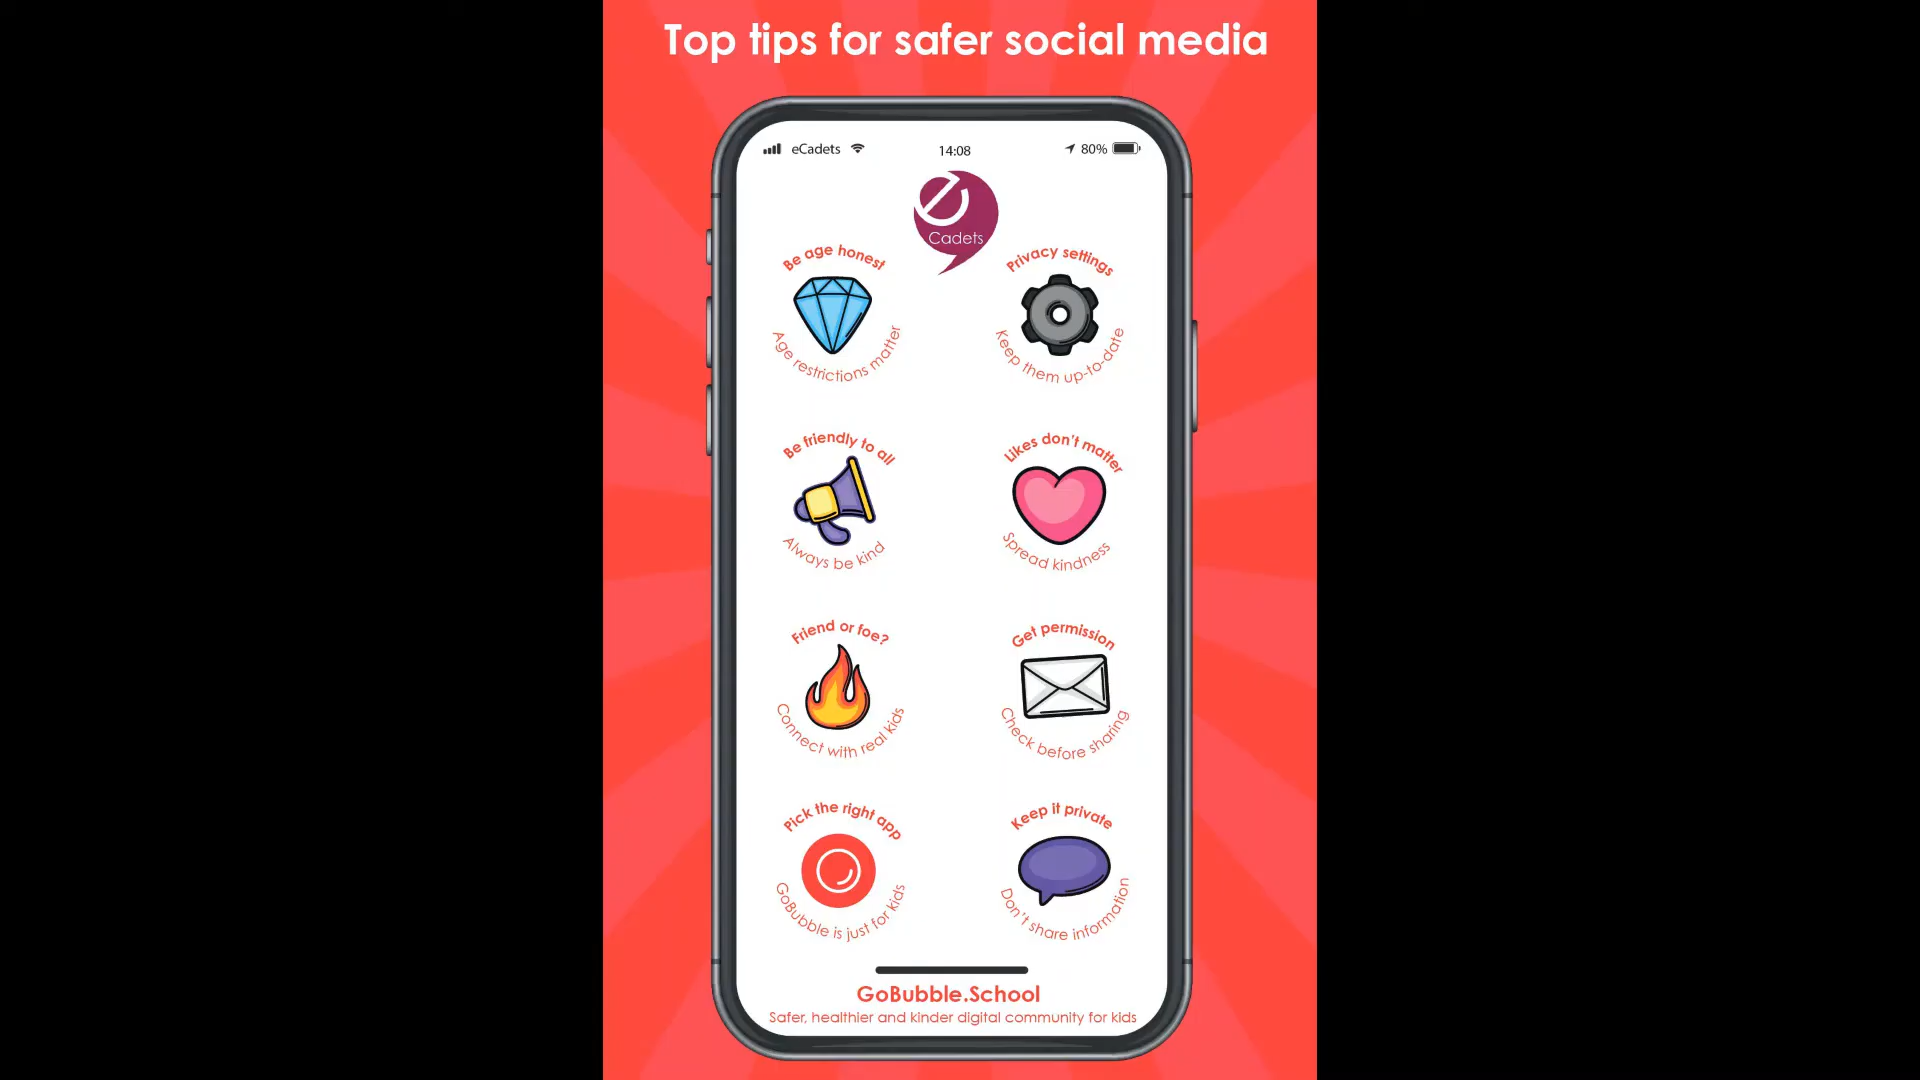 Top tips for safer social media
eCadets
14:08
80%
e
Cadets
Be age honest
Age restrictions matter
Privacy settings
Keep them up-to-date
Be friendly to all
Always be kind
Likes don't matter
Spread kindness
Friend or foe?
Connect with real kids
Get permission
Check before sharing
Pick the right app
GoBubble is just for kids
Keep it private
Don't share information
GoBubble.School
Safer, healthier and kinder digital community for kids